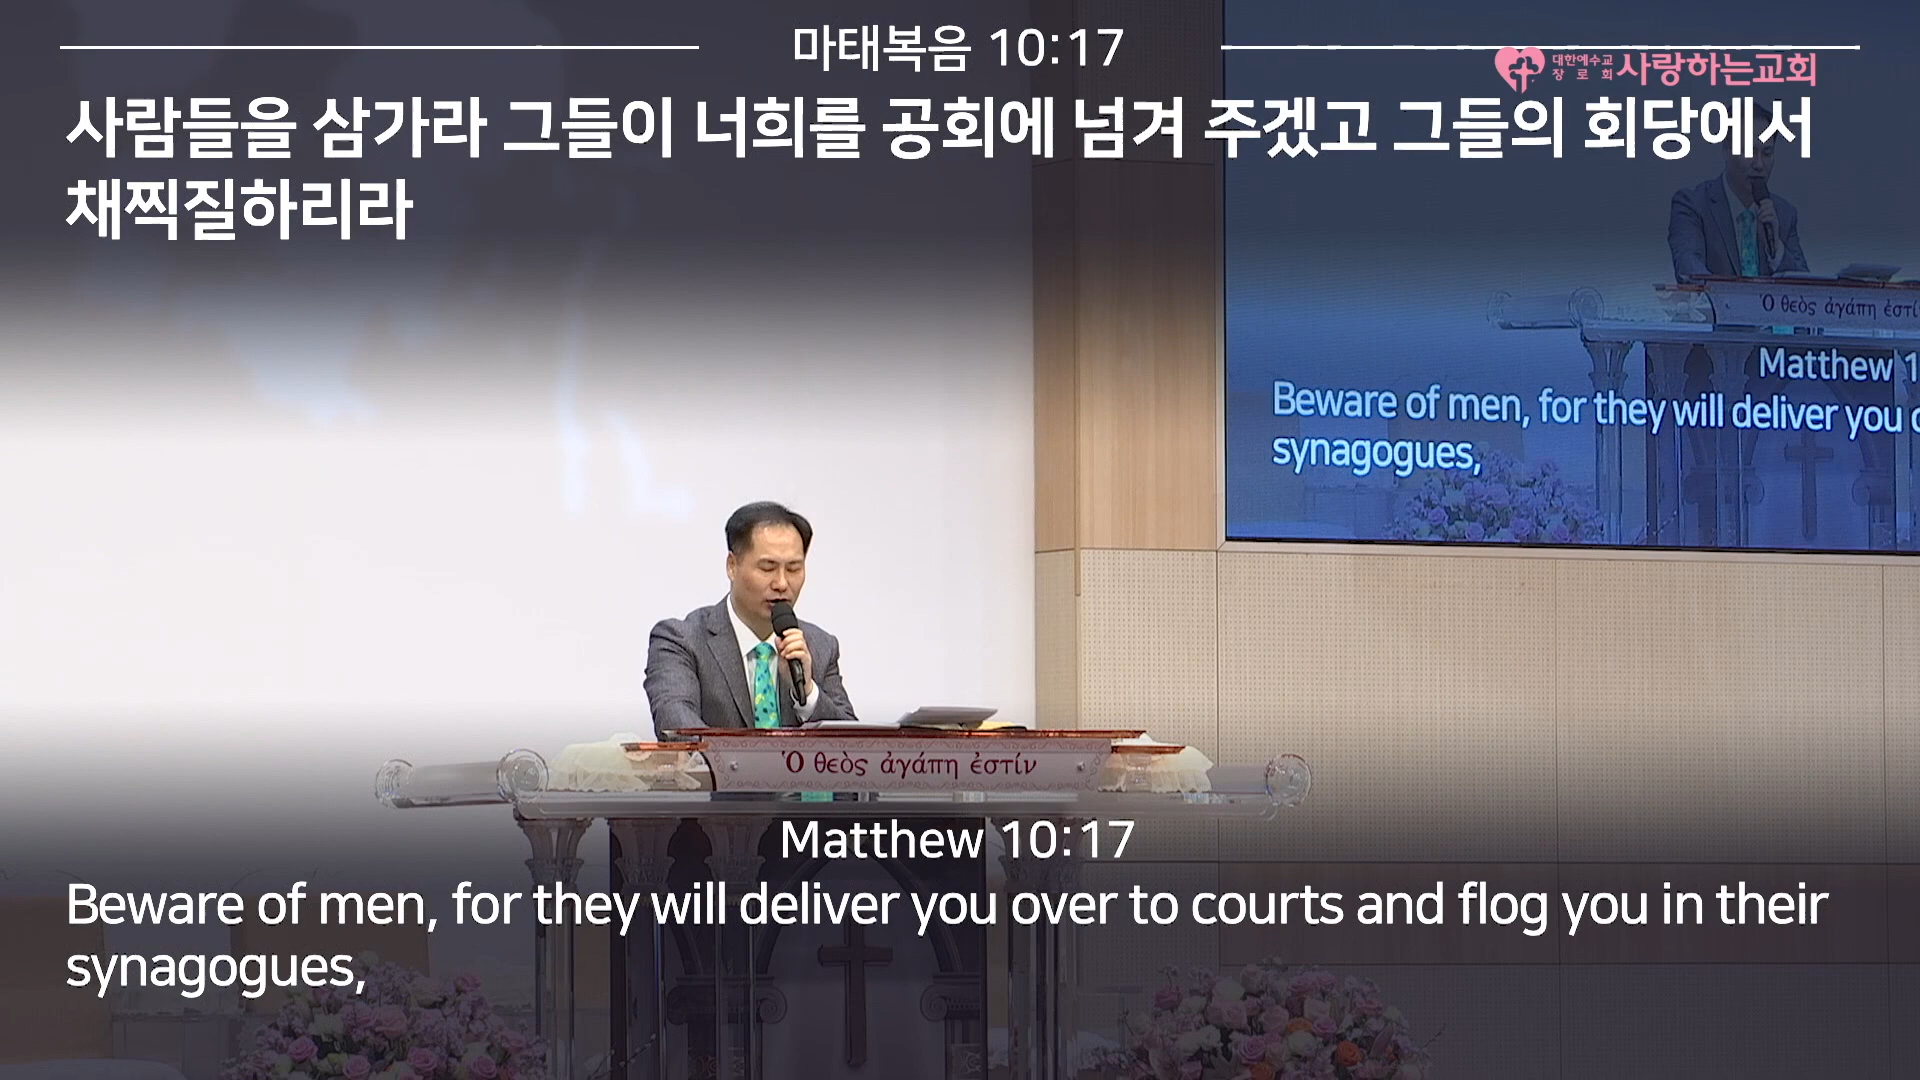 마태복음 10:17
대한예수교
장로회 사랑하는교회
사람들을 삼가라 그들이 너희를 공회에 넘겨 주겠고 그들의 회당에서
채찍질하리라
Ὁ θεὸς ἀγάπη ἐστί
Matthew 1
Beware of men, for they will deliver you
synagogues,
Ὁ θεὸς ἀγάπη ἐστίν
Matthew 10:17
Beware of men, for they will deliver you over to courts and flog you in their
synagogues,